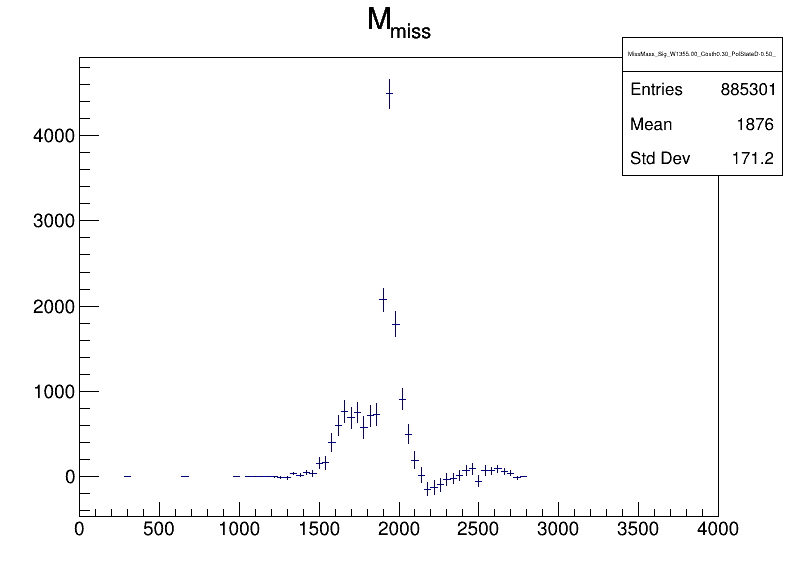 M_miss
MissMass_Sig_W1355.00_Costh0.30_PolStateD-0.50_
Entries 885301
Mean 1876
Std Dev 171.2
4000
3000
2000
1000
0
0 500 1000 1500 2000 2500 3000 3500 4000